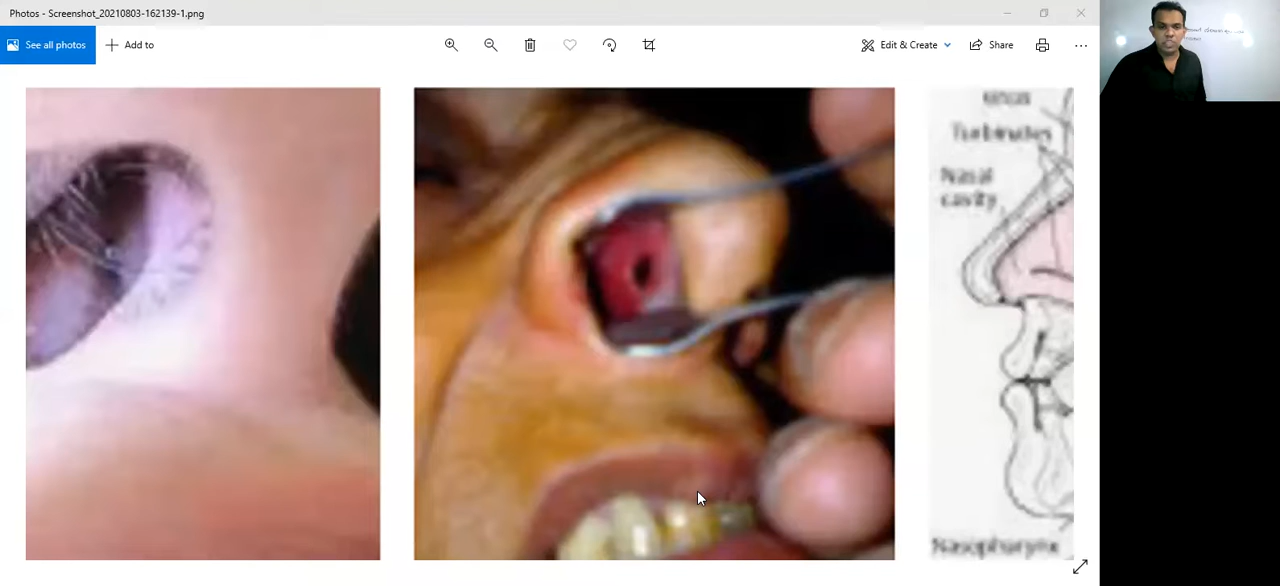 Photos - Screenshot_20210803-162139-1.png
See all photos
Add to
Edit & Create
Share
Turbinates
Nasal
cavity
Nasopharynx